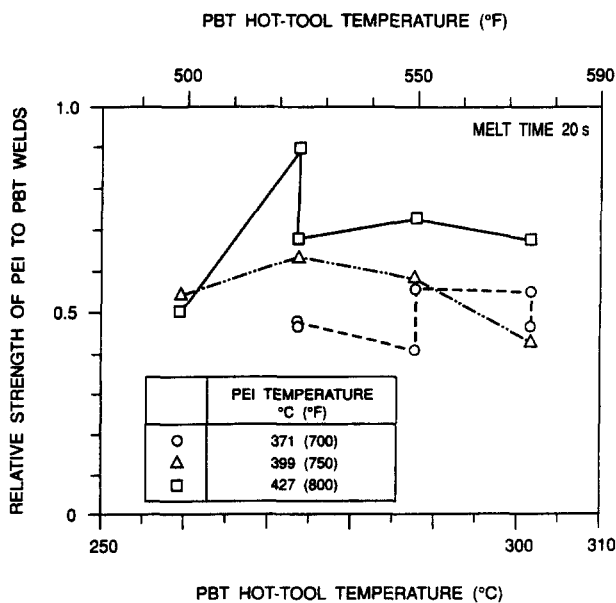 PBT HOT-TOOL TEMPERATURE (°F)
500 550 590
1.0
MELT TIME 20 s
RELATIVE STRENGTH OF PEI TO PBT WELDS
0.5
PEI TEMPERATURE
°C (°F)
371 (700)
399 (750)
427 (800)
0
250 300 310
PBT HOT-TOOL TEMPERATURE (°C)